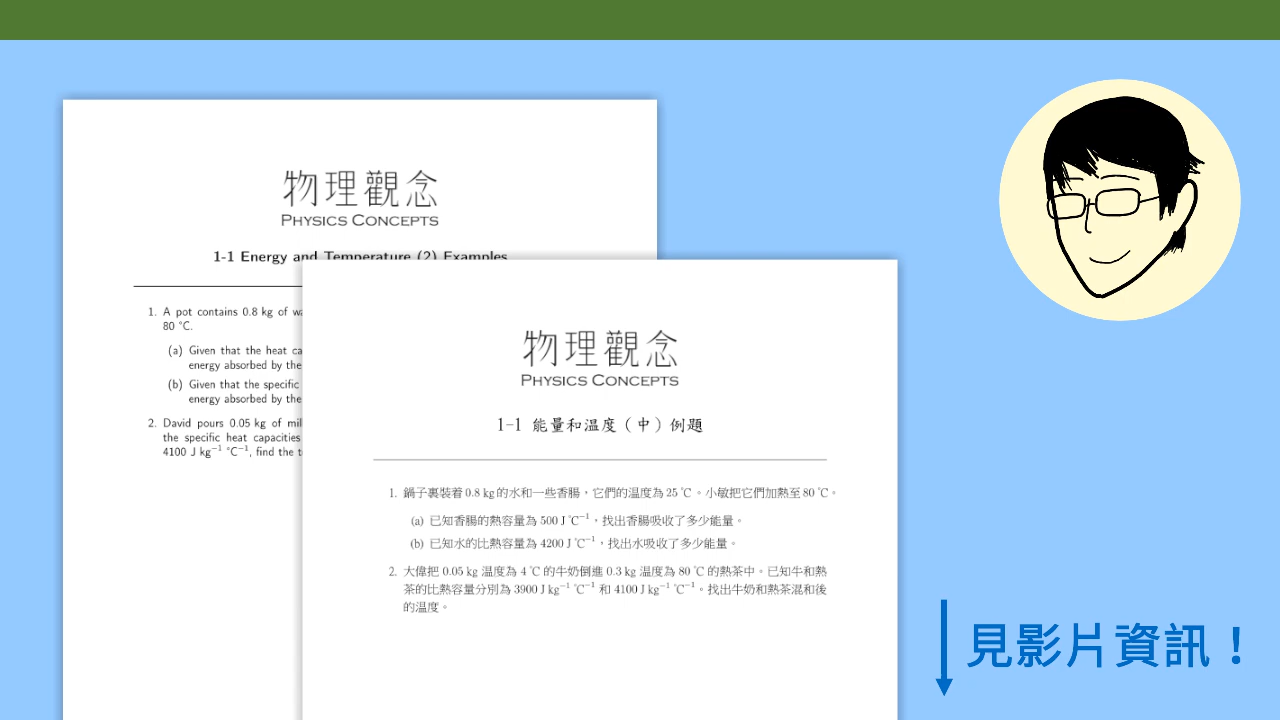 物理觀念
PHYSICS CONCEPTS
1-1 Energy and Temperature (2) Examples
1. A pot contains 0.8 kg of wa
80 °C.
(a) Given that the heat ca
energy absorbed by the
(b) Given that the specific
energy absorbed by the
2. David pours 0.05 kg of mil
the specific heat capacities
4100 J kg⁻¹ °C⁻¹, find the t
物理觀念
PHYSICS CONCEPTS
1–1 能量和温度（中）例題
1. 鍋子裏裝着 0.8 kg 的水和一些香腸，它們的温度為 25 °C 。小敏把它們加熱至 80 °C。
(a) 已知香腸的熱容量為 500 J °C⁻¹，找出香腸吸收了多少能量。
(b) 已知水的比熱容量為 4200 J °C⁻¹，找出水吸收了多少能量。
2. 大偉把 0.05 kg 温度為 4 °C 的牛奶倒進 0.3 kg 温度為 80 °C 的熱茶中。已知牛和熱
茶的比熱容量分別為 3900 J kg⁻¹ °C⁻¹ 和 4100 J kg⁻¹ °C⁻¹。找出牛奶和熱茶混和後
的温度。
見影片資訊！